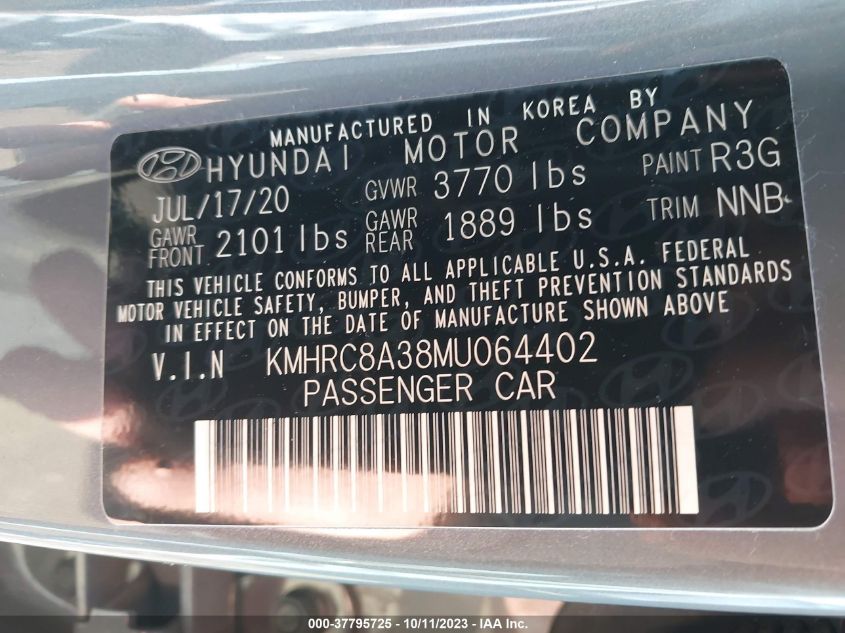 MANUFACTURED IN KOREA BY
HYUNDAI MOTOR COMPANY
JUL/17/20 GVWR 3770 lbs PAINT R3G
GAWR FRONT 2101 lbs GAWR REAR 1889 lbs TRIM NNB
THIS VEHICLE CONFORMS TO ALL APPLICABLE U.S.A. FEDERAL
MOTOR VEHICLE SAFETY, BUMPER, AND THEFT PREVENTION STANDARDS
IN EFFECT ON THE DATE OF MANUFACTURE SHOWN ABOVE
V.I.N KMHRC8A38MU064402
PASSENGER CAR
000-37795725 - 10/11/2023 - IAA Inc.